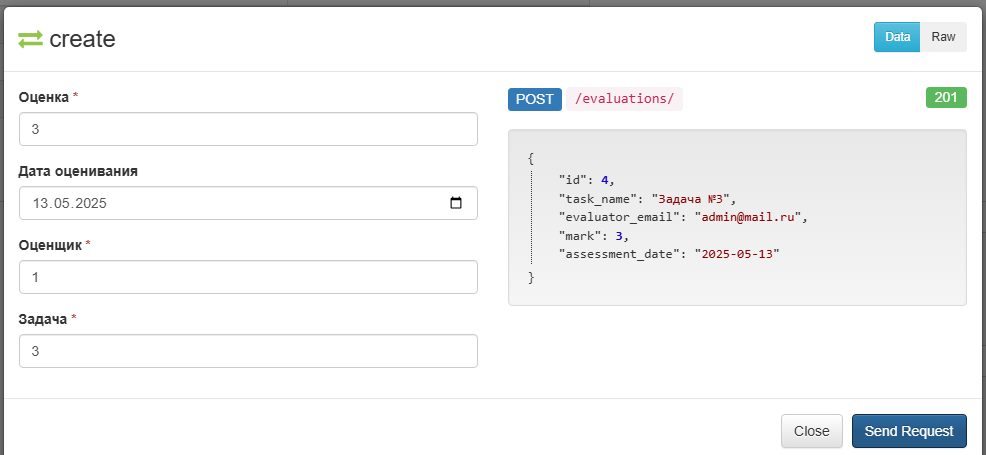 create
Data Raw
Оценка *
3
Дата оценивания
13.05.2025
Оценщик *
1
Задача *
3
POST /evaluations/ 201
{
"id": 4,
"task_name": "Задача №3",
"evaluator_email": "admin@mail.ru",
"mark": 3,
"assessment_date": "2025-05-13"
}
Close Send Request